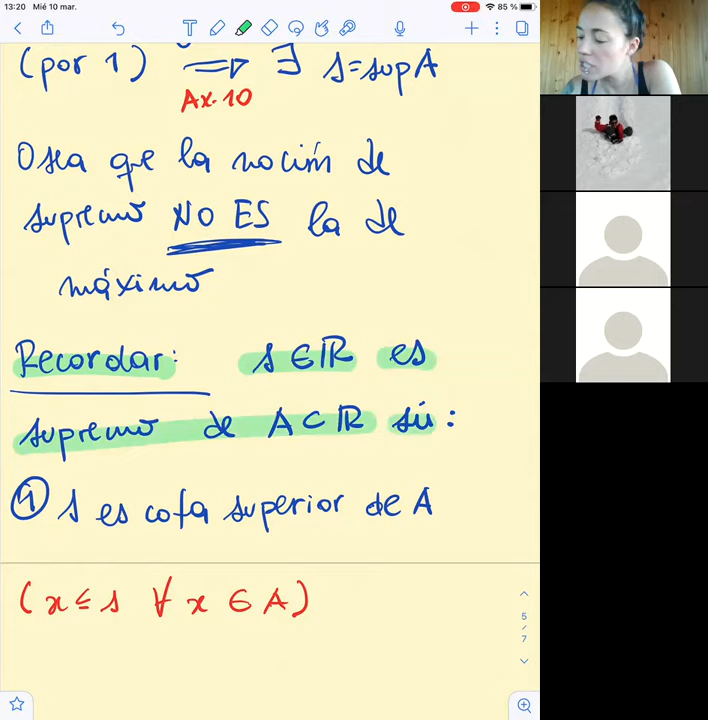 13:20 Mié 10 mar.
85 %
(por 1) ⟹ ∃ s=sup A
Ax. 10
Osea que la noción de
supremo NO ES la de
máximo
Recordar: s ∈ ℝ es
supremo de A ⊂ ℝ sii:
① s es cota superior de A
(x ≤ s ∀ x ∈ A)
5
/
7